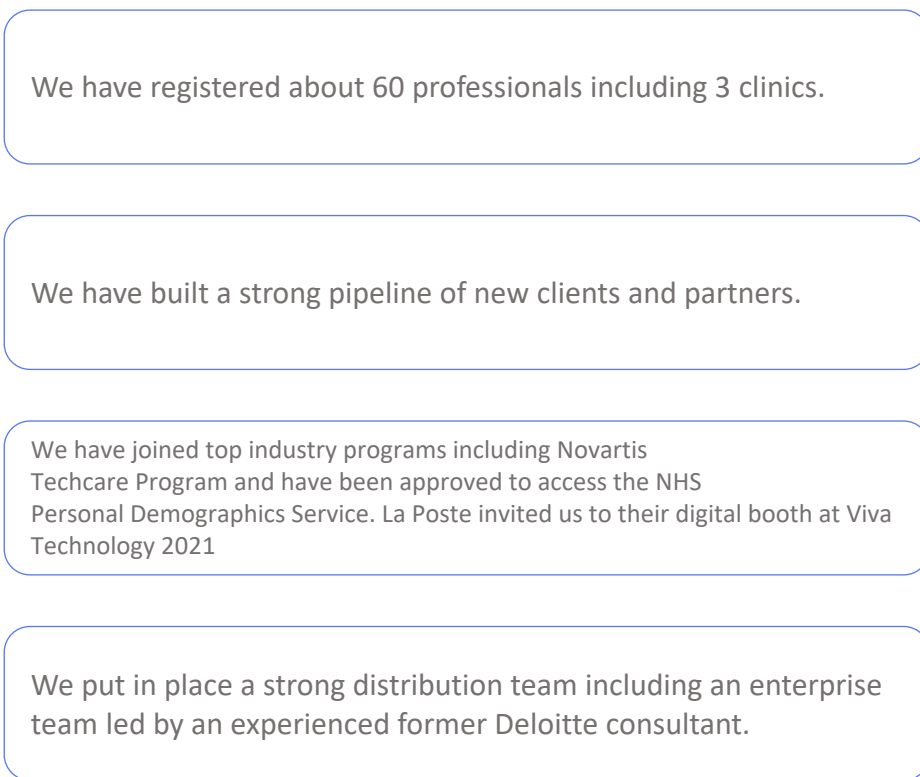 We have registered about 60 professionals including 3 clinics.
We have built a strong pipeline of new clients and partners.
We have joined top industry programs including Novartis
Techcare Program and have been approved to access the NHS
Personal Demographics Service. La Poste invited us to their digital booth at Viva
Technology 2021
We put in place a strong distribution team including an enterprise
team led by an experienced former Deloitte consultant.